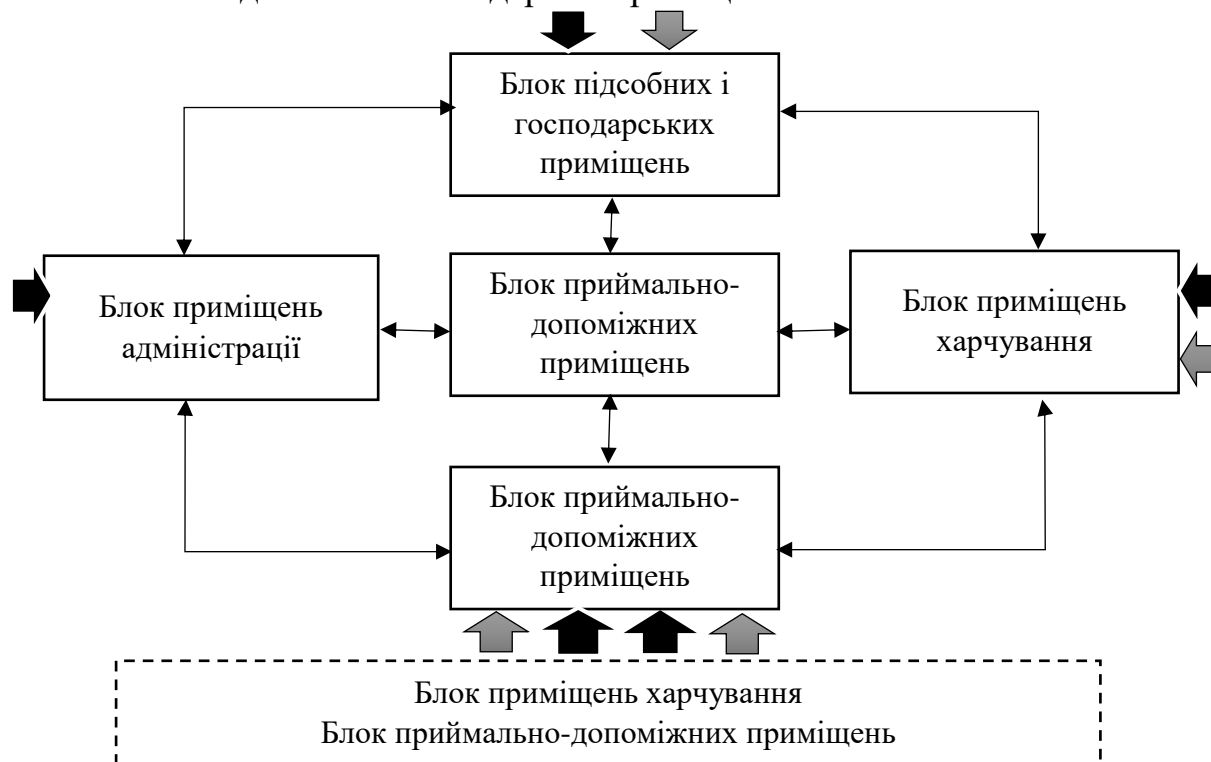 Блок підсобних і
господарських
приміщень
Блок приміщень
адміністрації
Блок приймально-
допоміжних
приміщень
Блок приміщень
харчування
Блок приймально-
допоміжних
приміщень
Блок приміщень харчування
Блок приймально-допоміжних приміщень